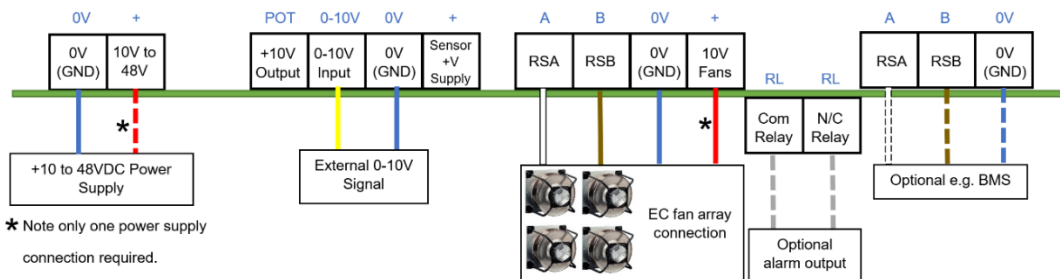 0V + POT 0-10V 0V + A B 0V + A B 0V
0V (GND)
10V to 48V
+10V Output
0-10V Input
0V (GND)
Sensor +V Supply
RSA
RSB
0V (GND)
10V Fans
RL RL
RSA
RSB
0V (GND)
Com Relay
N/C Relay
*
*
+10 to 48VDC Power
Supply
External 0-10V
Signal
EC fan array
connection
Optional e.g. BMS
* Note only one power supply
connection required.
Optional
alarm output